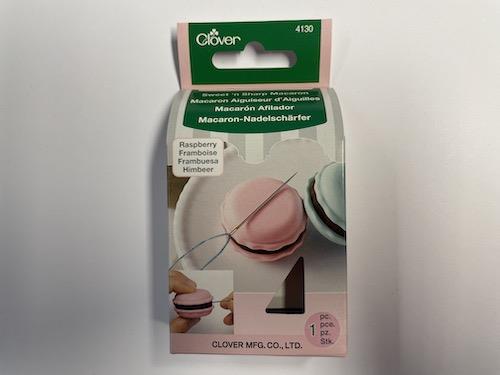 Clover
4130
Sweet 'n Sharp Macaron
Macaron Aiguiseur d'Aiguilles
Macarón Afilador
Macaron-Nadelschärfer
Raspberry
Framboise
Frambuesa
Himbeer
1
pc.
pce.
pz.
Stk.
CLOVER MFG. CO., LTD.